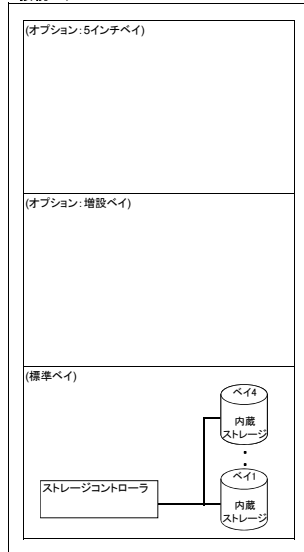 (オプション:5インチベイ)
(オプション:増設ベイ)
(標準ベイ)
ベイ4
内蔵
ストレージ
ベイ1
ストレージコントローラ
内蔵
ストレージ